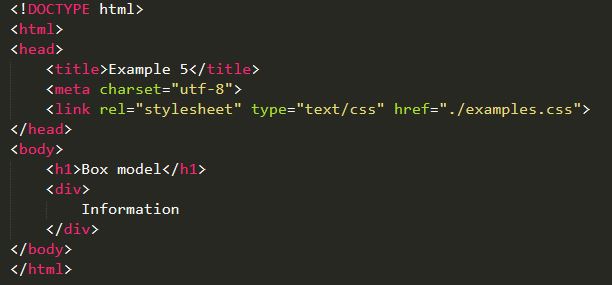 <!DOCTYPE html>
<html>
<head>
    <title>Example 5</title>
    <meta charset="utf-8">
    <link rel="stylesheet" type="text/css" href="./examples.css">
</head>
<body>
    <h1>Box model</h1>
    <div>
        Information
    </div>
</body>
</html>